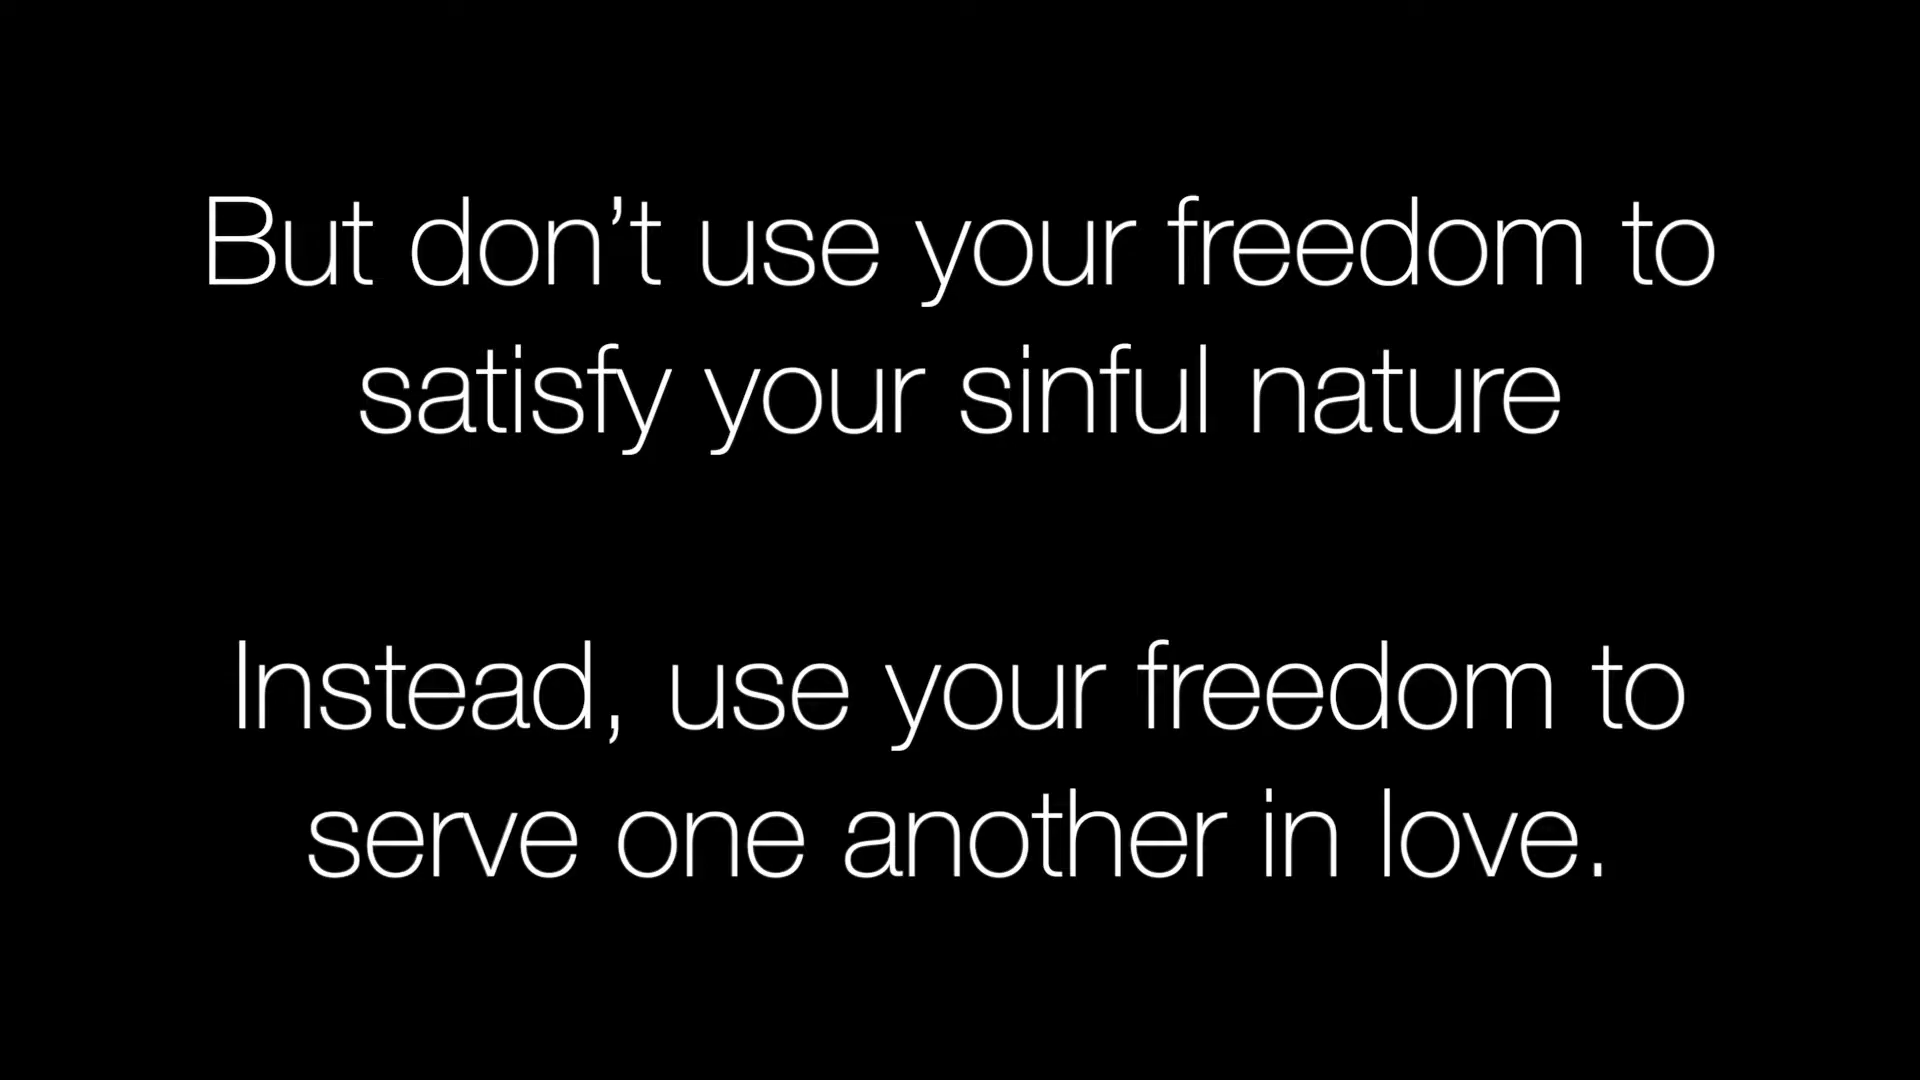 But don’t use your freedom to
satisfy your sinful nature
Instead, use your freedom to
serve one another in love.